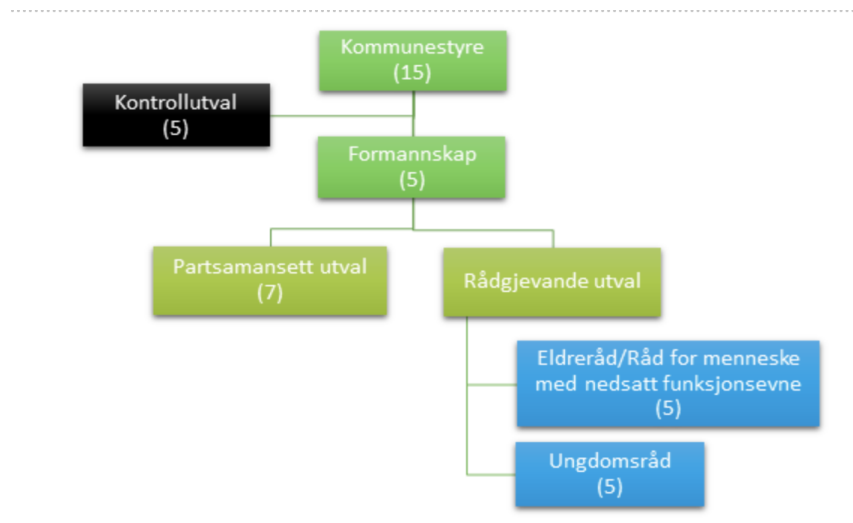 Kommunestyre
(15)
Kontrollutval
(5)
Formannskap
(5)
Partsamansett utval
(7)
Rådgjevande utval
Eldreråd/Råd for menneske
med nedsatt funksjonsevne
(5)
Ungdomsråd
(5)